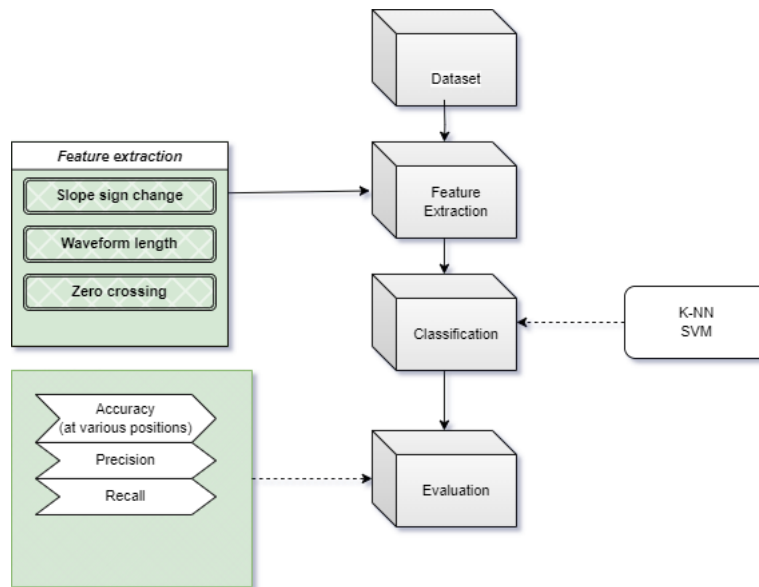 Dataset
Feature extraction
Slope sign change
Waveform length
Zero crossing
Feature
Extraction
Classification
K-NN
SVM
Accuracy
(at various positions)
Precision
Recall
Evaluation